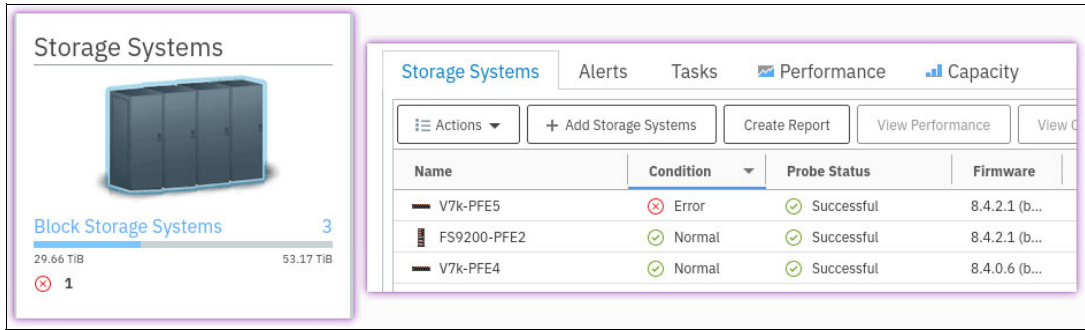 Storage Systems
Block Storage Systems 3
29.66 TiB 53.17 TiB
1
Storage Systems Alerts Tasks Performance Capacity
Actions + Add Storage Systems Create Report View Performance View
Name Condition Probe Status Firmware
V7k-PFE5 Error Successful 8.4.2.1 (b...
FS9200-PFE2 Normal Successful 8.4.2.1 (b...
V7k-PFE4 Normal Successful 8.4.0.6 (b...